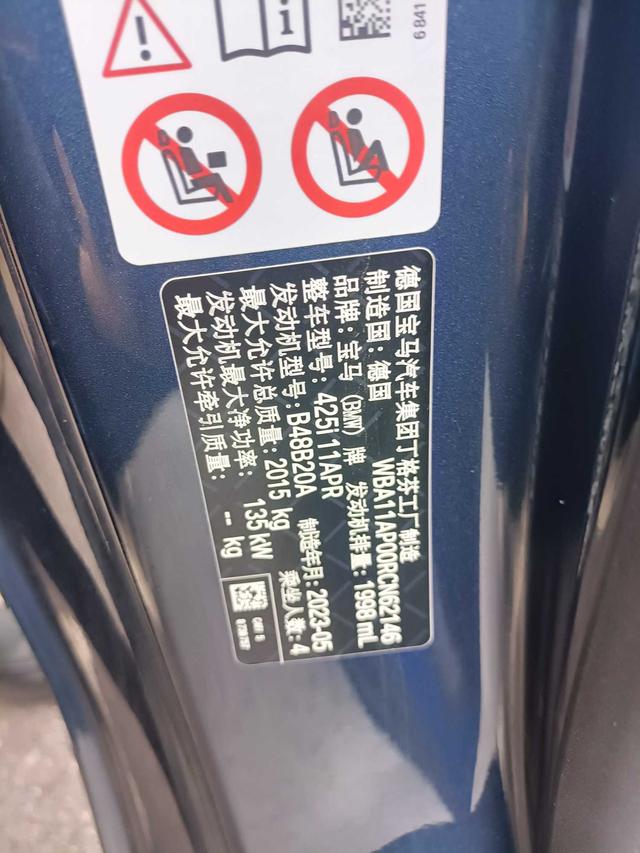 6 841
德国宝马汽车集团丁格芬工厂制造
制造国：德国 WBA11AP00RCN62146
品牌：宝马 (BMW) 牌 发动机排量：1998 mL
整车型号：425i 11APR
发动机型号：B48B20A 制造年月：2023-05
最大允许总质量：2015 kg 乘坐人数：4
发动机最大净功率： 135 kW
最大允许牵引质量： -- kg